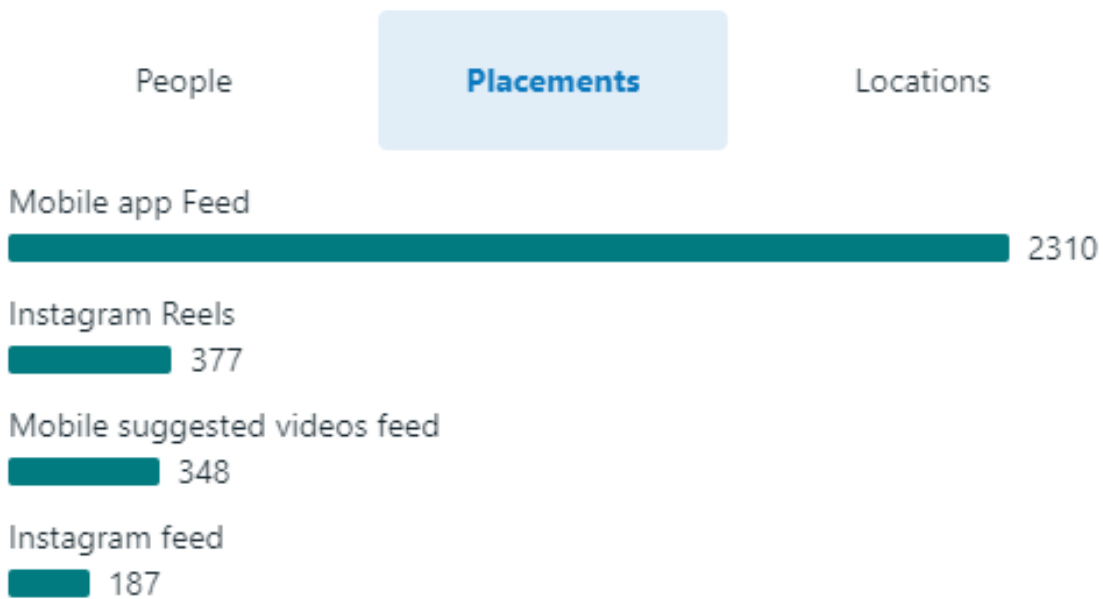 People Placements Locations
Mobile app Feed
2310
Instagram Reels
377
Mobile suggested videos feed
348
Instagram feed
187